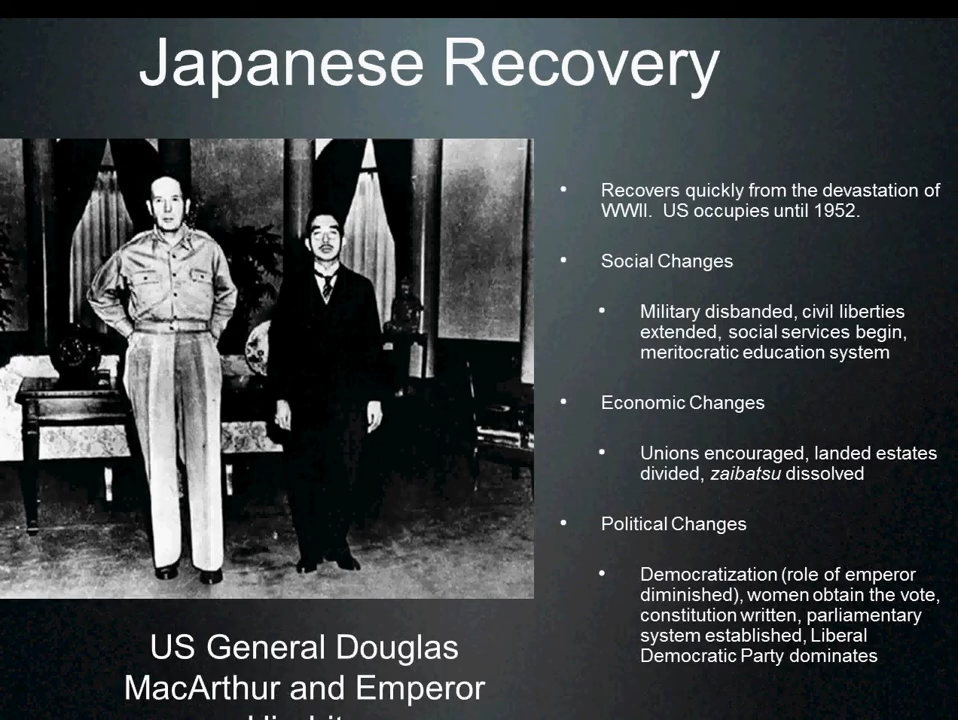 Japanese Recovery
Recovers quickly from the devastation of
WWII. US occupies until 1952.
Social Changes
Military disbanded, civil liberties
extended, social services begin,
meritocratic education system
Economic Changes
Unions encouraged, landed estates
divided, zaibatsu dissolved
Political Changes
Democratization (role of emperor
diminished), women obtain the vote,
constitution written, parliamentary
system established, Liberal
Democratic Party dominates
US General Douglas
MacArthur and Emperor